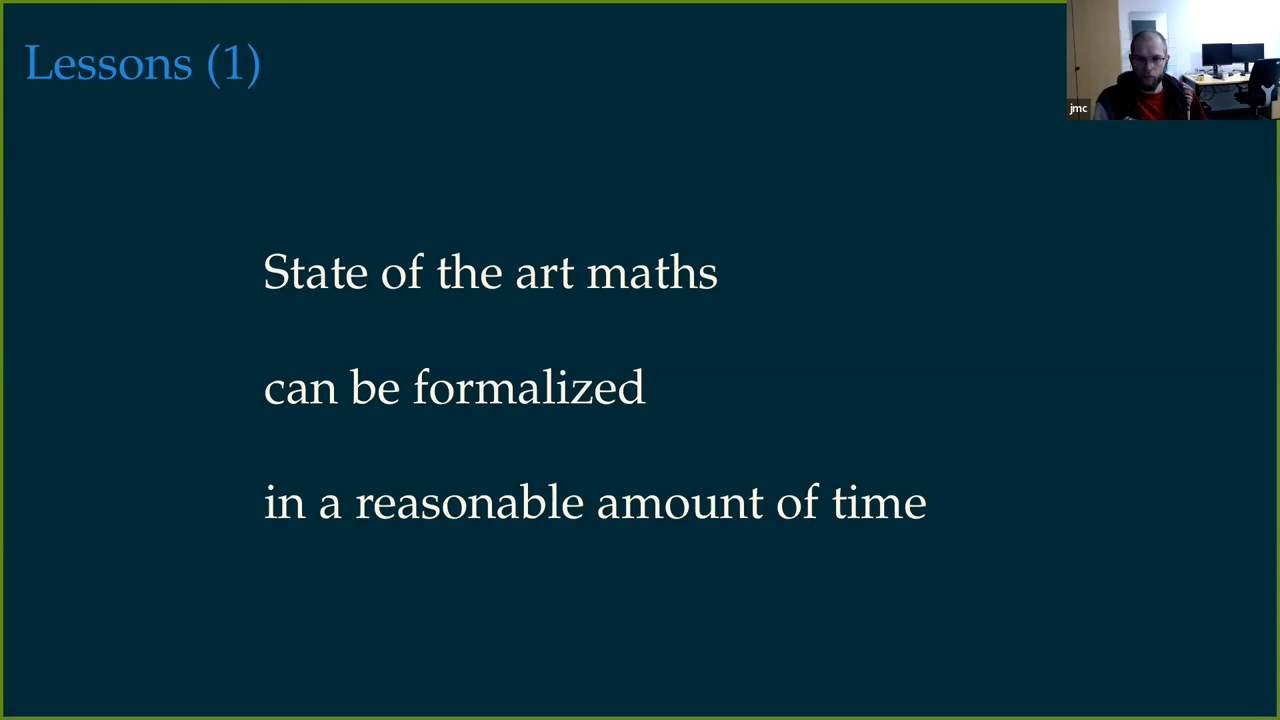 Lessons (1)
jmc
State of the art maths
can be formalized
in a reasonable amount of time